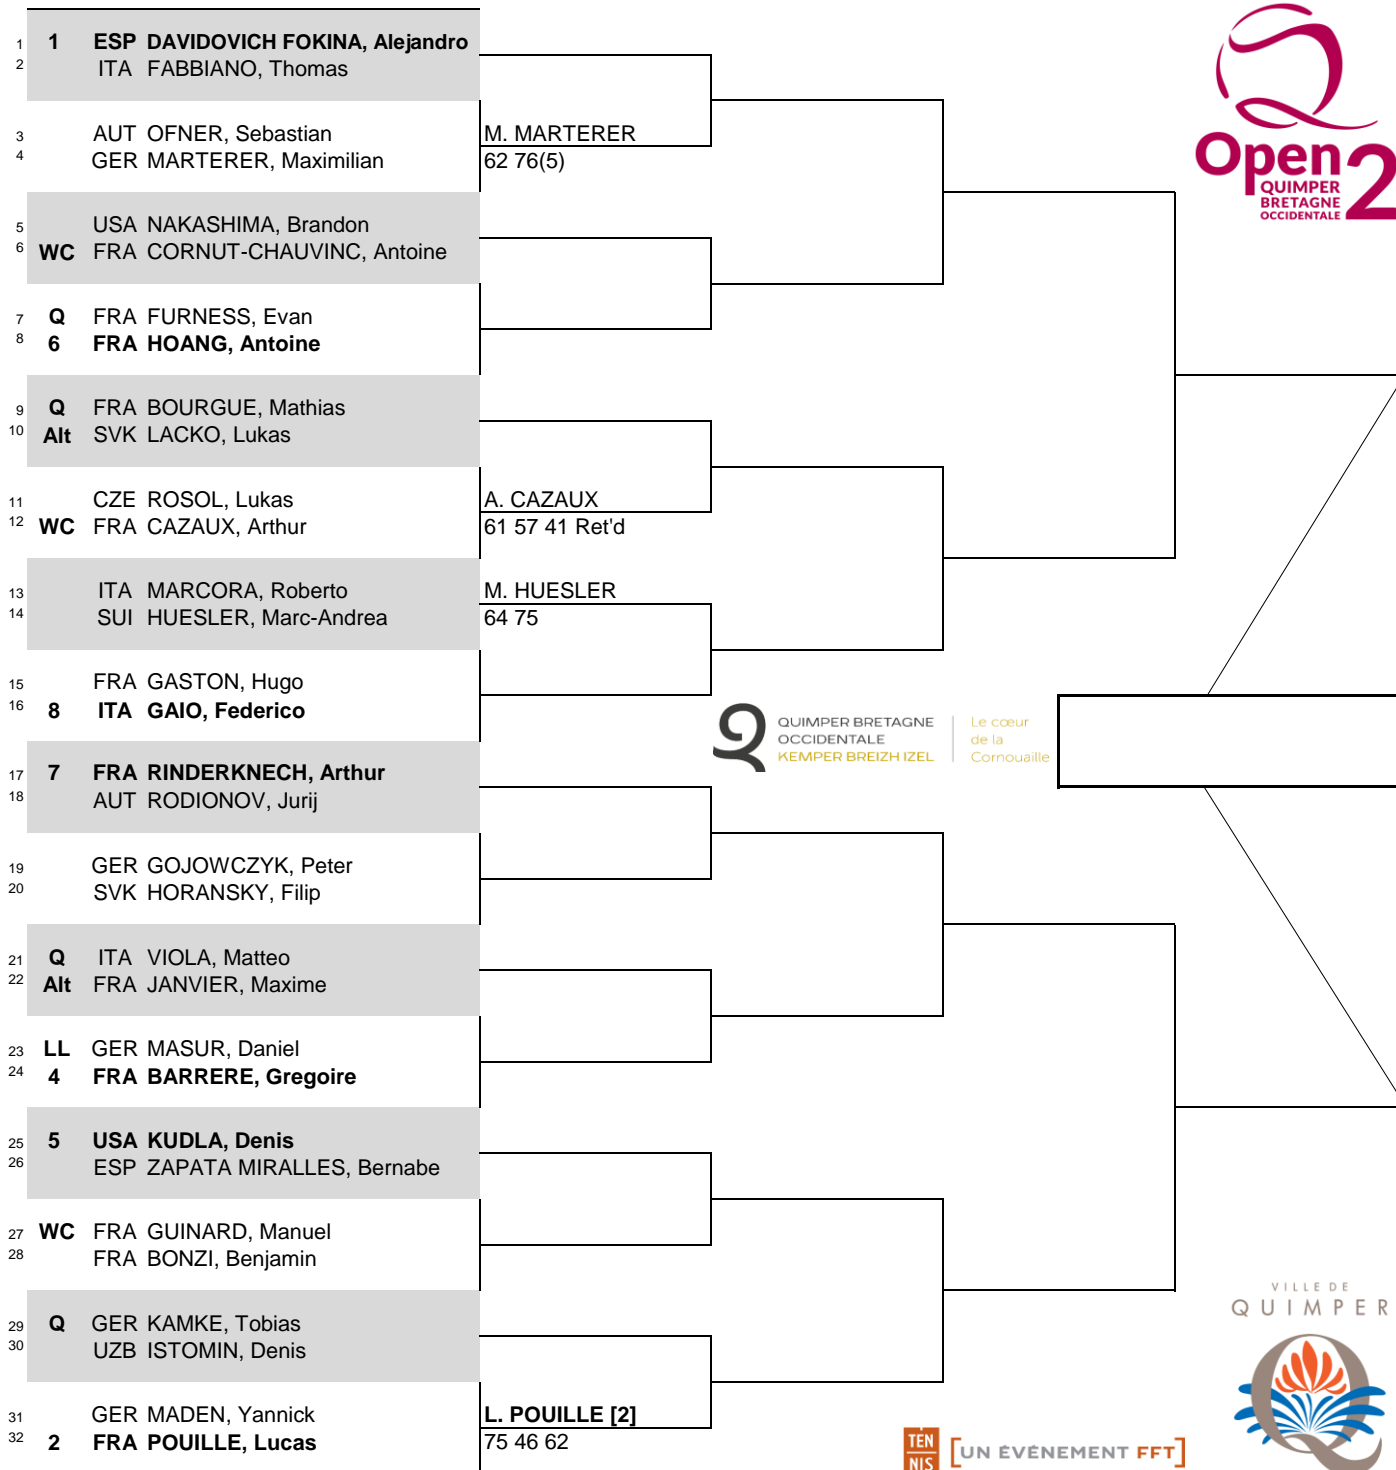 1 1 ESP DAVIDOVICH FOKINA, Alejandro
2 ITA FABBIANO, Thomas
3 AUT OFNER, Sebastian
4 GER MARTERER, Maximilian
M. MARTERER
62 76(5)
5 USA NAKASHIMA, Brandon
6 WC FRA CORNUT-CHAUVINC, Antoine
7 Q FRA FURNESS, Evan
8 6 FRA HOANG, Antoine
9 Q FRA BOURGUE, Mathias
10 Alt SVK LACKO, Lukas
11 CZE ROSOL, Lukas
12 WC FRA CAZAUX, Arthur
A. CAZAUX
61 57 41 Ret'd
13 ITA MARCORA, Roberto
14 SUI HUESLER, Marc-Andrea
M. HUESLER
64 75
15 FRA GASTON, Hugo
16 8 ITA GAIO, Federico
17 7 FRA RINDERKNECH, Arthur
18 AUT RODIONOV, Jurij
19 GER GOJOWCZYK, Peter
20 SVK HORANSKY, Filip
21 Q ITA VIOLA, Matteo
22 Alt FRA JANVIER, Maxime
23 LL GER MASUR, Daniel
24 4 FRA BARRERE, Gregoire
25 5 USA KUDLA, Denis
26 ESP ZAPATA MIRALLES, Bernabe
27 WC FRA GUINARD, Manuel
28 FRA BONZI, Benjamin
29 Q GER KAMKE, Tobias
30 UZB ISTOMIN, Denis
31 GER MADEN, Yannick
32 2 FRA POUILLE, Lucas
L. POUILLE [2]
75 46 62
Open 2
QUIMPER
BRETAGNE
OCCIDENTALE
QUIMPER BRETAGNE
OCCIDENTALE
KEMPER BREIZH IZEL
Le cœur
de la
Cornouaille
VILLE DE
QUIMPER
TEN
NIS
[UN ÉVÉNEMENT FFT]